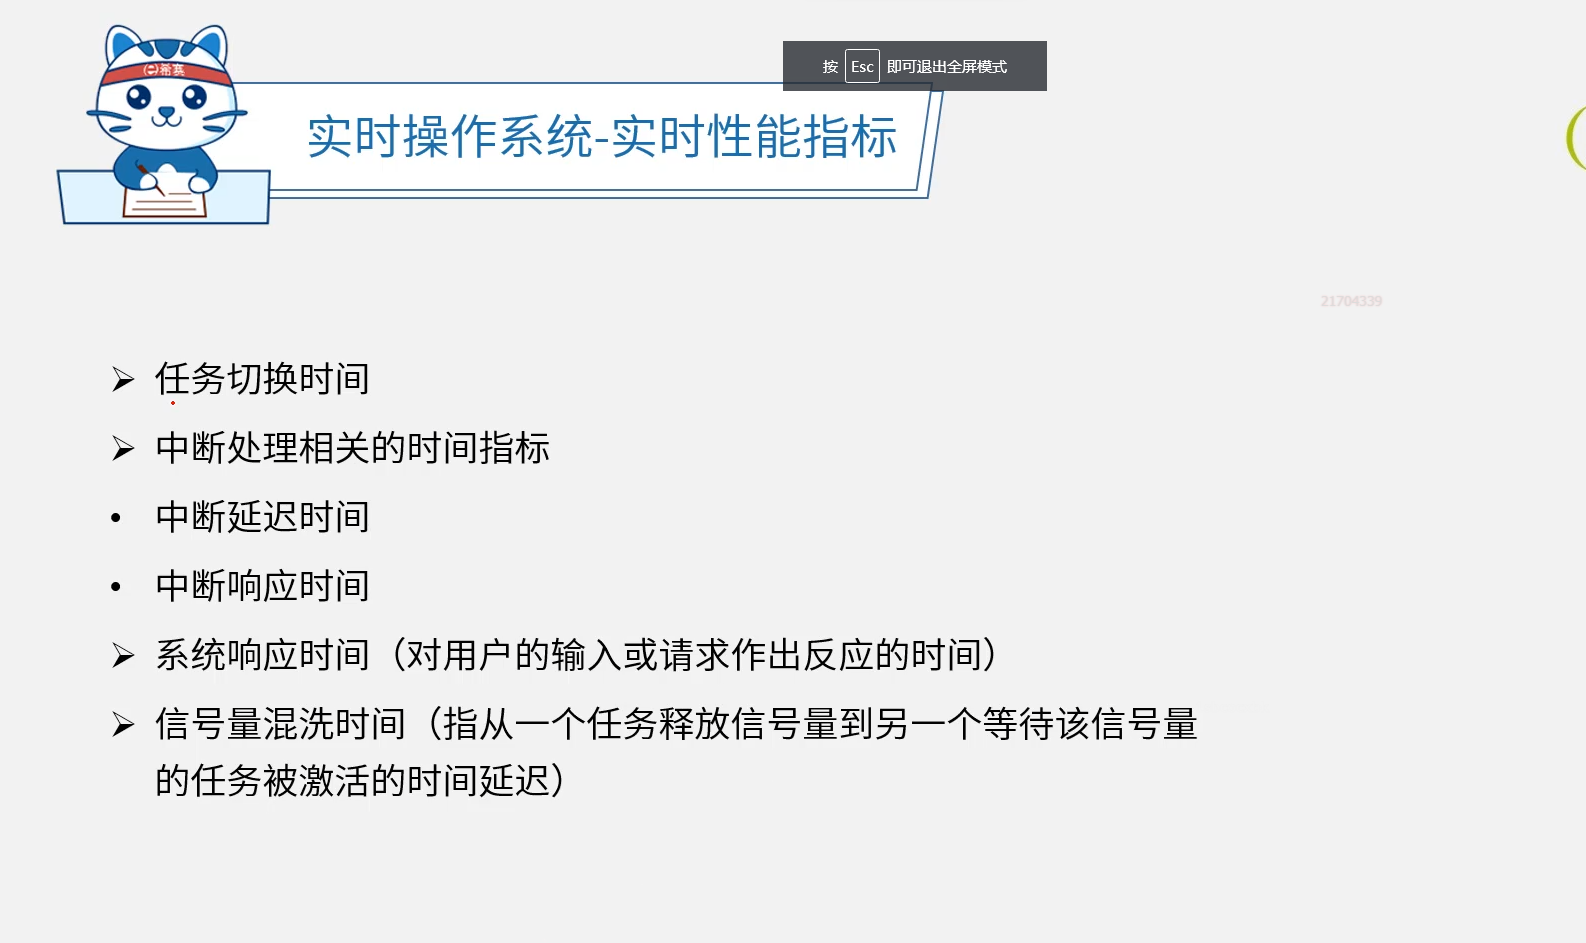 按 Esc 即可退出全屏模式
实时操作系统-实时性能指标
21704339
➢ 任务切换时间
➢ 中断处理相关的时间指标
• 中断延迟时间
• 中断响应时间
➢ 系统响应时间（对用户的输入或请求作出反应的时间）
➢ 信号量混洗时间（指从一个任务释放信号量到另一个等待该信号量
的任务被激活的时间延迟）